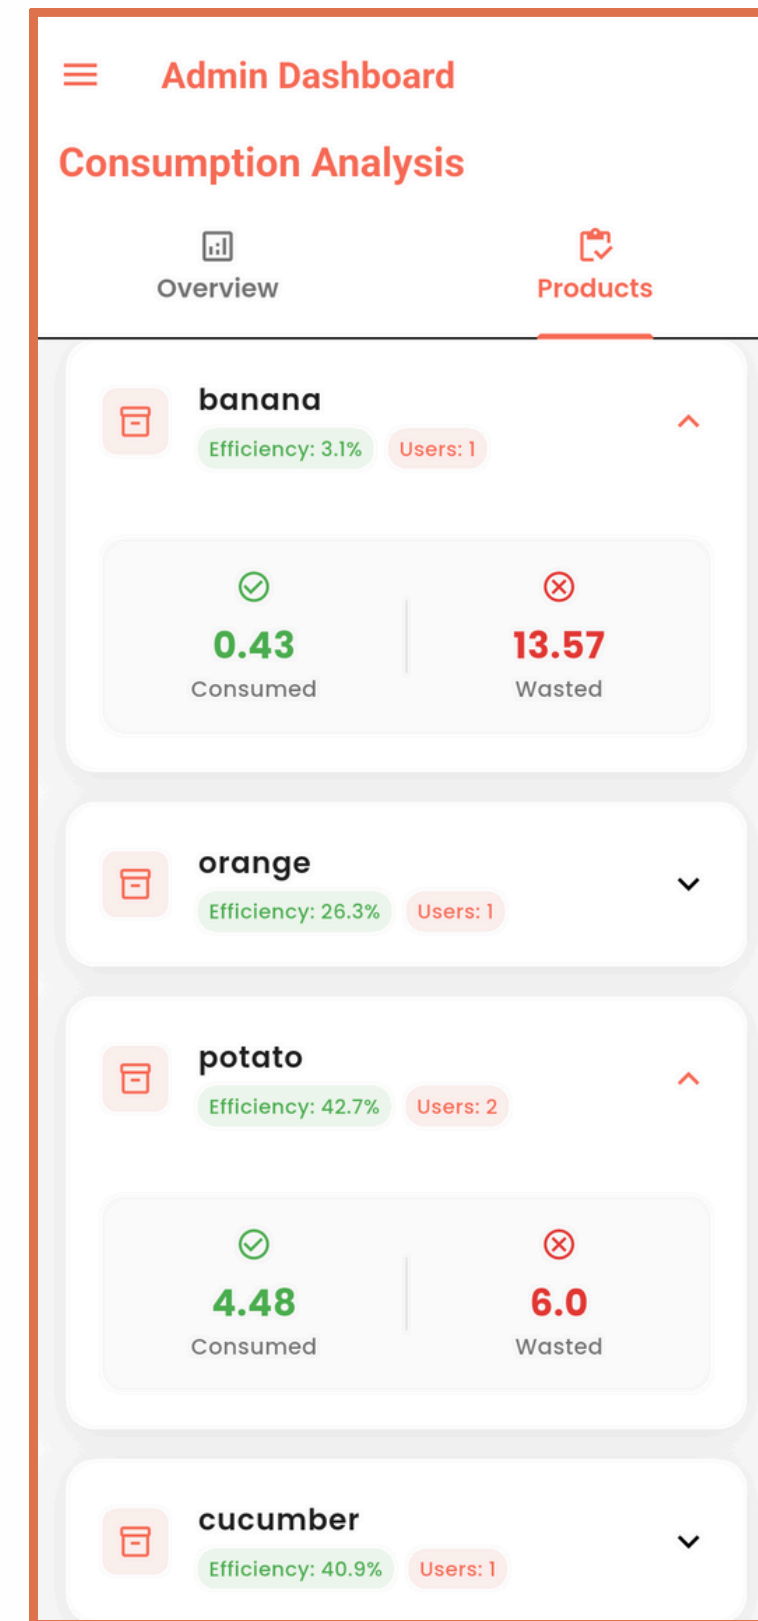 Admin Dashboard
Consumption Analysis
Overview
Products
banana
Efficiency: 3.1% Users: 1
0.43
Consumed
13.57
Wasted
orange
Efficiency: 26.3% Users: 1
potato
Efficiency: 42.7% Users: 2
4.48
Consumed
6.0
Wasted
cucumber
Efficiency: 40.9% Users: 1